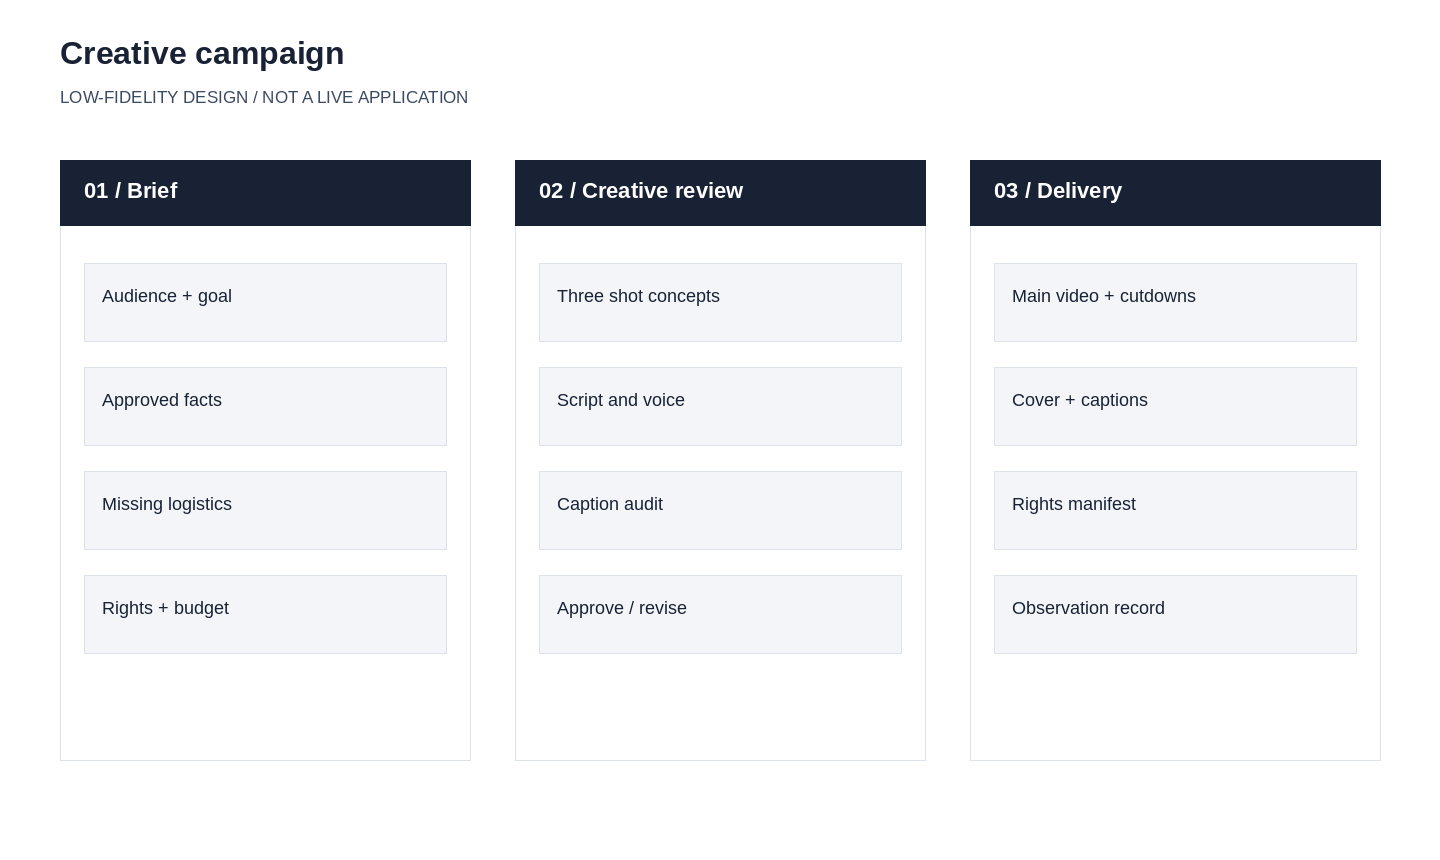 Creative campaign
LOW-FIDELITY DESIGN / NOT A LIVE APPLICATION
01 / Brief
Audience + goal
Approved facts
Missing logistics
Rights + budget
02 / Creative review
Three shot concepts
Script and voice
Caption audit
Approve / revise
03 / Delivery
Main video + cutdowns
Cover + captions
Rights manifest
Observation record